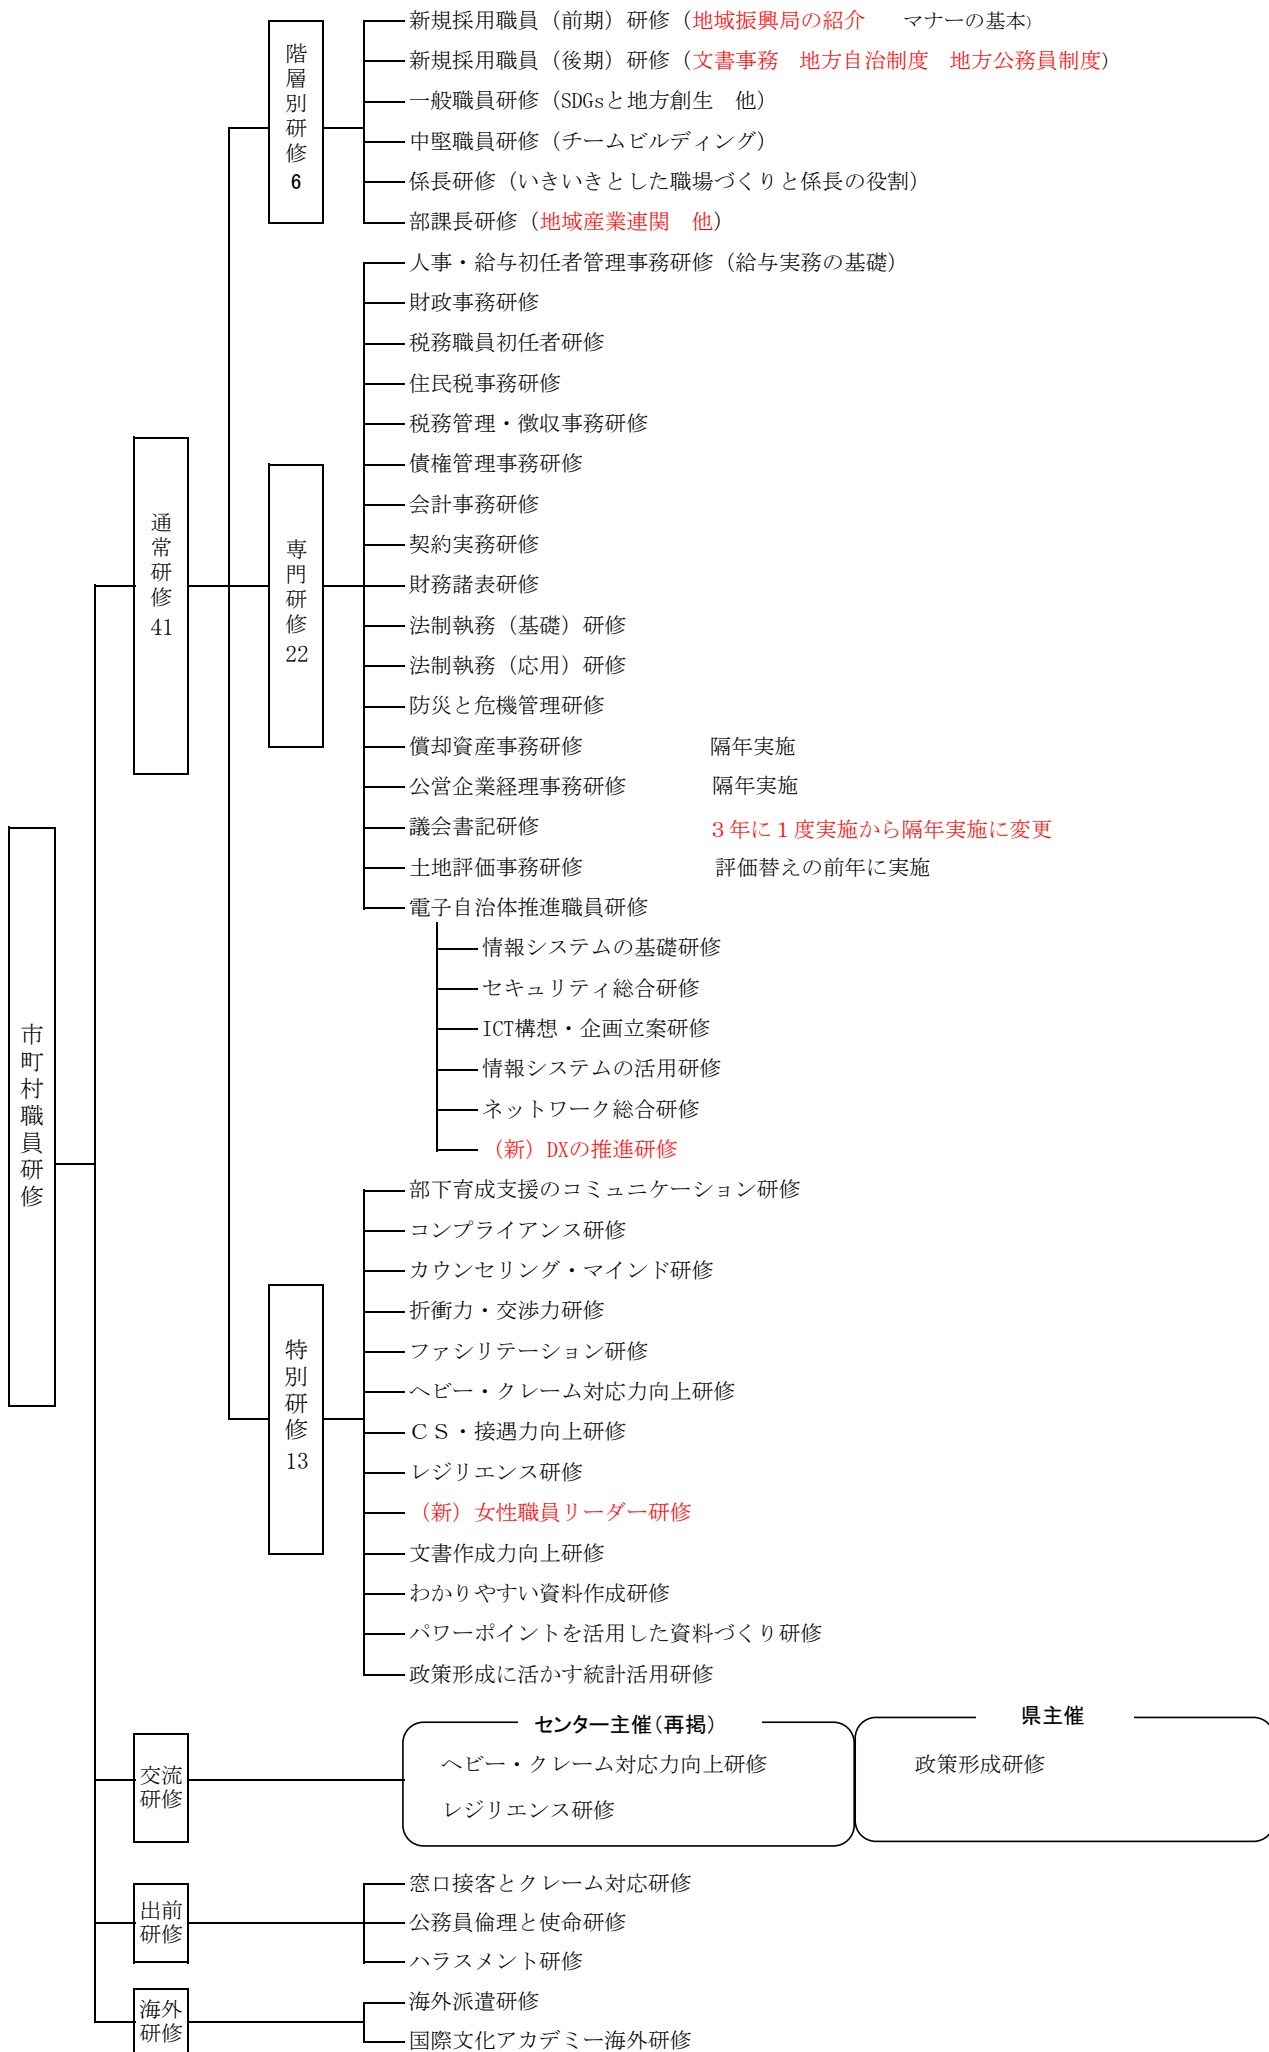 市町村職員研修
通常研修
41
階層別研修
6
新規採用職員（前期）研修（地域振興局の紹介　マナーの基本）
新規採用職員（後期）研修（文書事務　地方自治制度　地方公務員制度）
一般職員研修（SDGsと地方創生　他）
中堅職員研修（チームビルディング）
係長研修（いきいきとした職場づくりと係長の役割）
部課長研修（地域産業連関　他）
専門研修
22
人事・給与初任者管理事務研修（給与実務の基礎）
財政事務研修
税務職員初任者研修
住民税事務研修
税務管理・徴収事務研修
債権管理事務研修
会計事務研修
契約実務研修
財務諸表研修
法制執務（基礎）研修
法制執務（応用）研修
防災と危機管理研修
償却資産事務研修　隔年実施
公営企業経理事務研修　隔年実施
議会書記研修　３年に１度実施から隔年実施に変更
土地評価事務研修　評価替えの前年に実施
電子自治体推進職員研修
情報システムの基礎研修
セキュリティ総合研修
ICT構想・企画立案研修
情報システムの活用研修
ネットワーク総合研修
（新）DXの推進研修
特別研修
13
部下育成支援のコミュニケーション研修
コンプライアンス研修
カウンセリング・マインド研修
折衝力・交渉力研修
ファシリテーション研修
ヘビー・クレーム対応力向上研修
ＣＳ・接遇力向上研修
レジリエンス研修
（新）女性職員リーダー研修
文書作成力向上研修
わかりやすい資料作成研修
パワーポイントを活用した資料づくり研修
政策形成に活かす統計活用研修
交流
研修
センター主催（再掲）
ヘビー・クレーム対応力向上研修
レジリエンス研修
県主催
政策形成研修
出前
研修
窓口接客とクレーム対応研修
公務員倫理と使命研修
ハラスメント研修
海外
研修
海外派遣研修
国際文化アカデミー海外研修